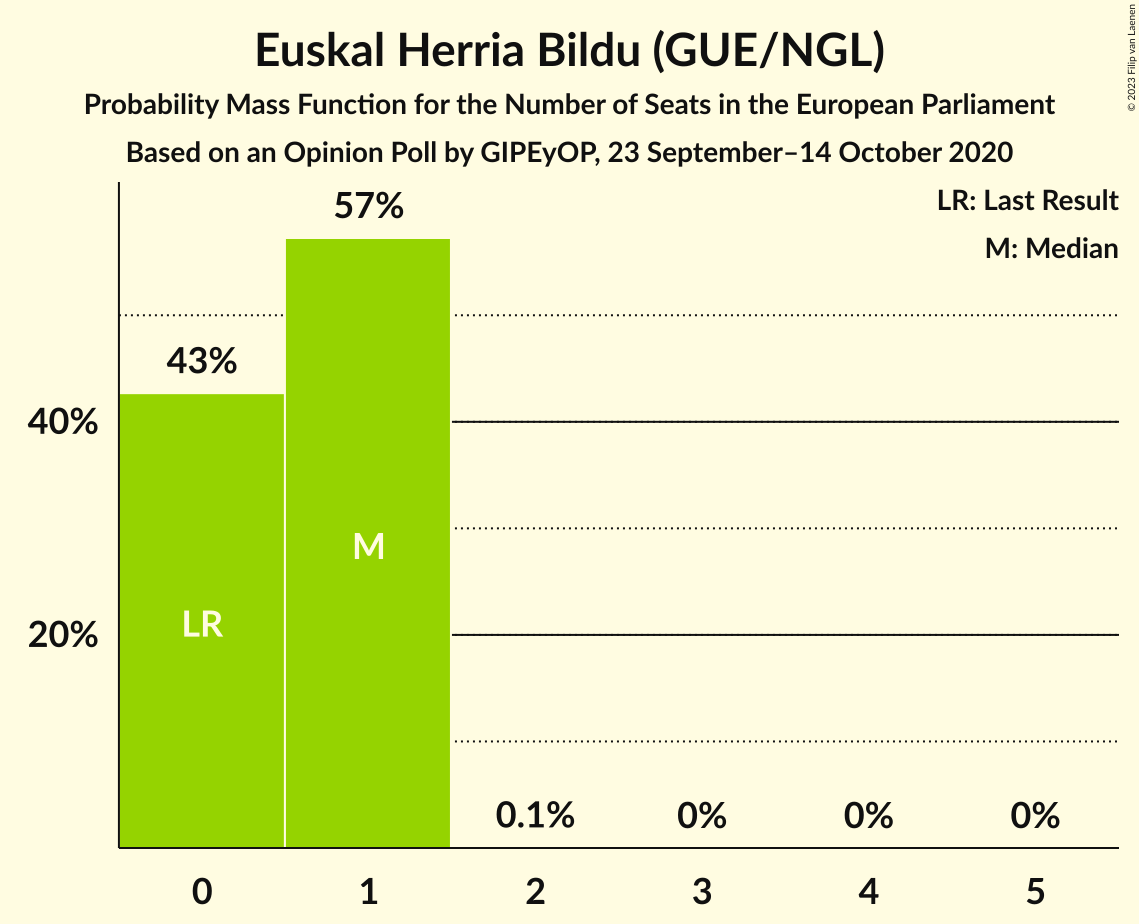 Euskal Herria Bildu (GUE/NGL)
Probability Mass Function for the Number of Seats in the European Parliament
Based on an Opinion Poll by GIPEyOP, 23 September–14 October 2020
© 2023 Filip van Laenen
LR: Last Result
M: Median
57%
43%
40%
M
LR
20%
0.1% 0% 0% 0%
0 1 2 3 4 5